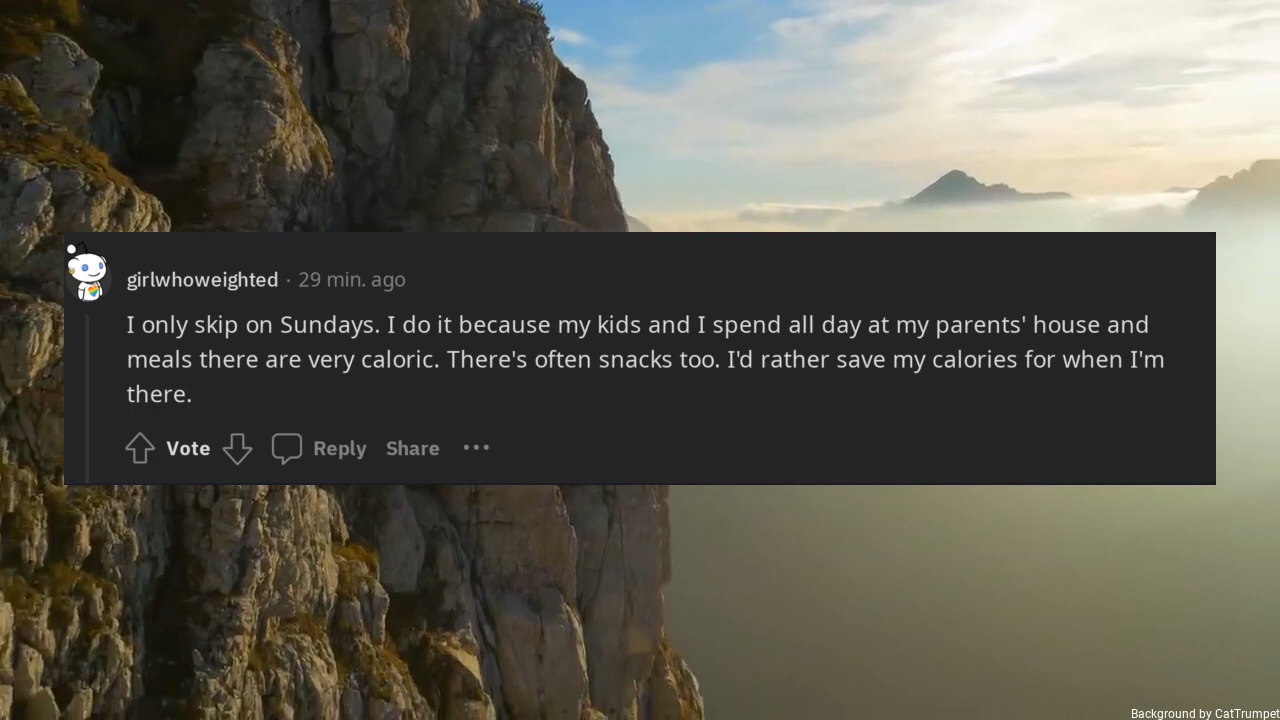 girlwhoweighted · 29 min. ago
I only skip on Sundays. I do it because my kids and I spend all day at my parents' house and
meals there are very caloric. There's often snacks too. I'd rather save my calories for when I'm
there.
Vote Reply Share ...
Background by CatTrumpet